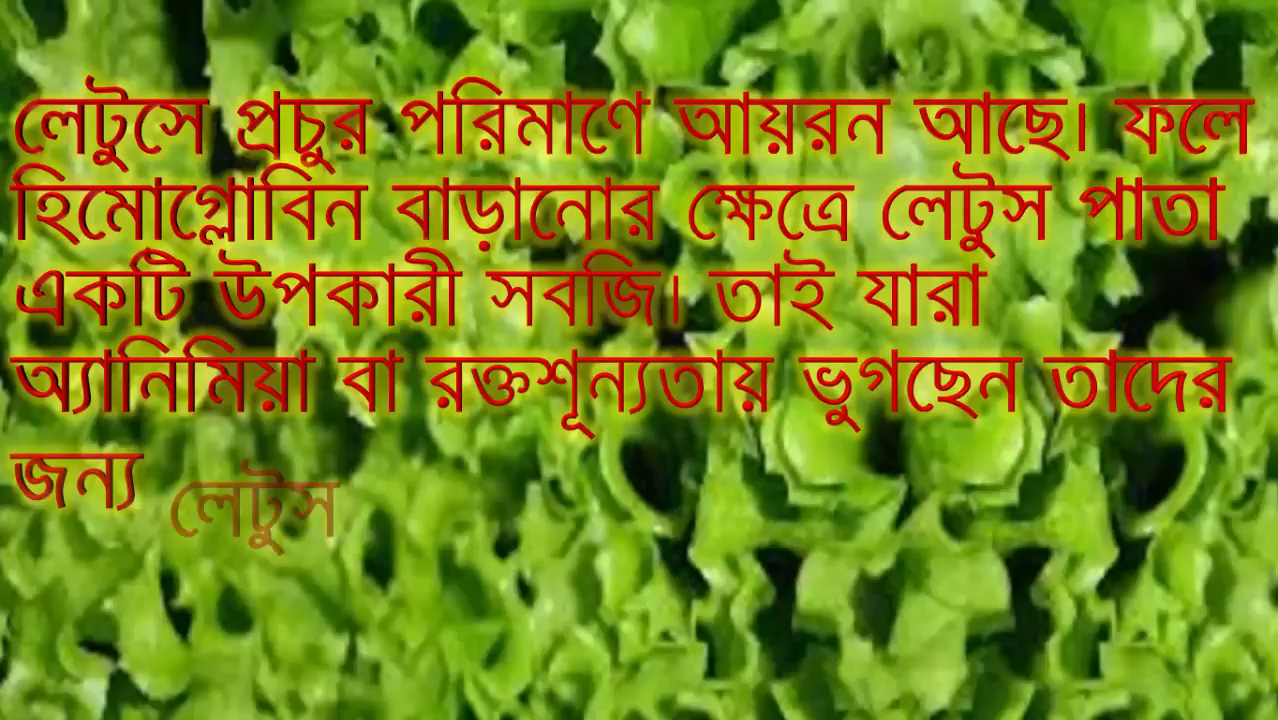 লেটুসে প্রচুর পরিমাণে আয়রন আছে। ফলে
হিমোগ্লোবিন বাড়ানোর ক্ষেত্রে লেটুস পাতা
একটি উপকারী সবজি। তাই যারা
অ্যানিমিয়া বা রক্তশূন্যতায় ভুগছেন তাদের
জন্য লেটুস